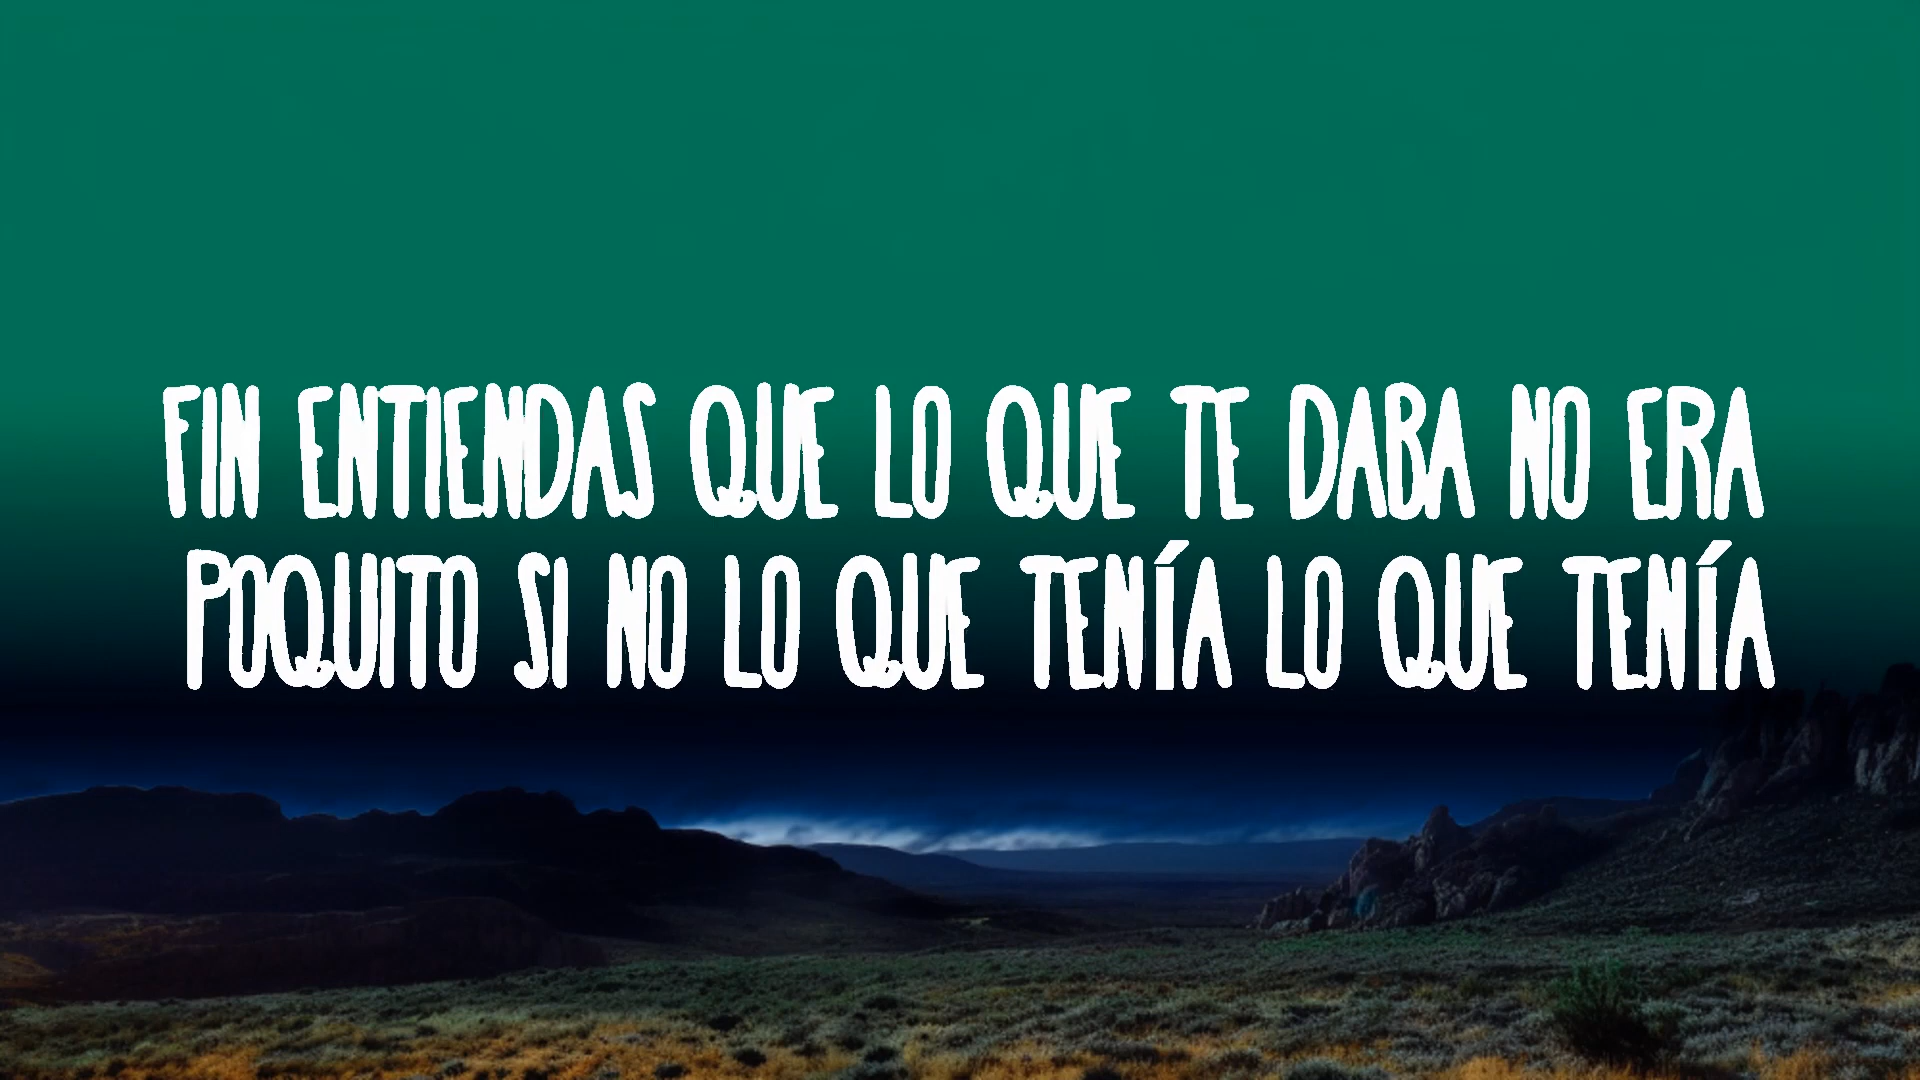 FIN ENTIENDAS QUE LO QUE TE DABA NO ERA
POQUITO SI NO LO QUE TENÍA LO QUE TENÍA